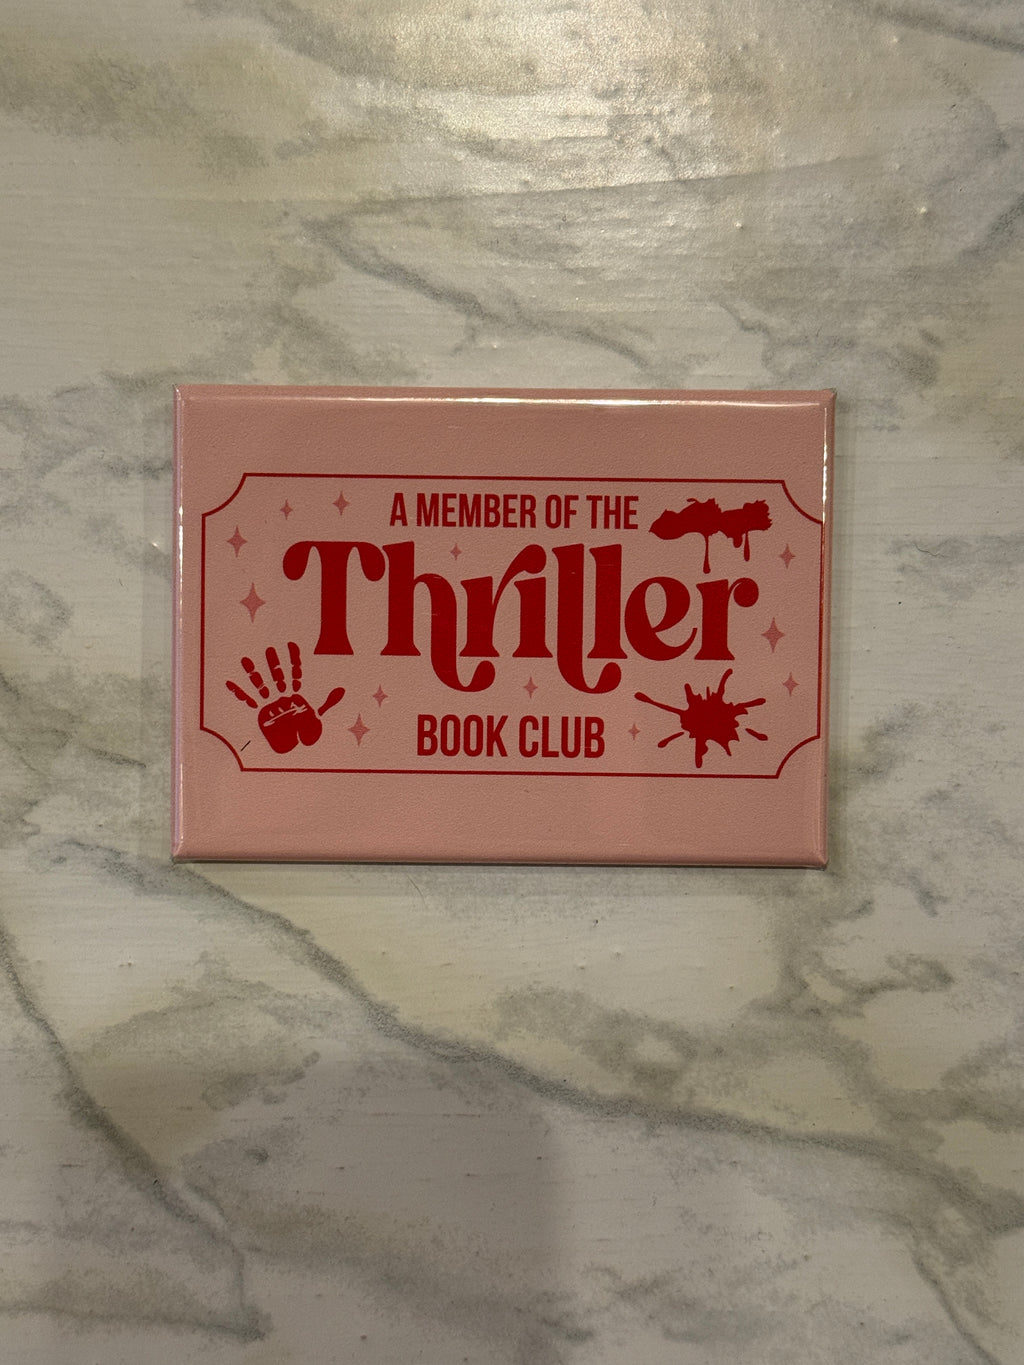 A MEMBER OF THE
Thriller
BOOK CLUB